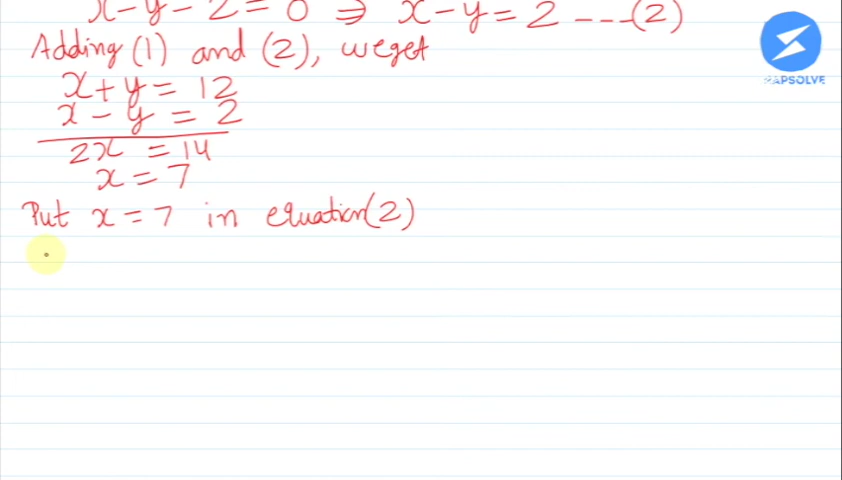 x-y-2=0 ⇒ x-y=2 ---(2)
Adding (1) and (2), we get
x+y=12
x-y=2
2x=14
x=7
Put x=7 in equation(2)